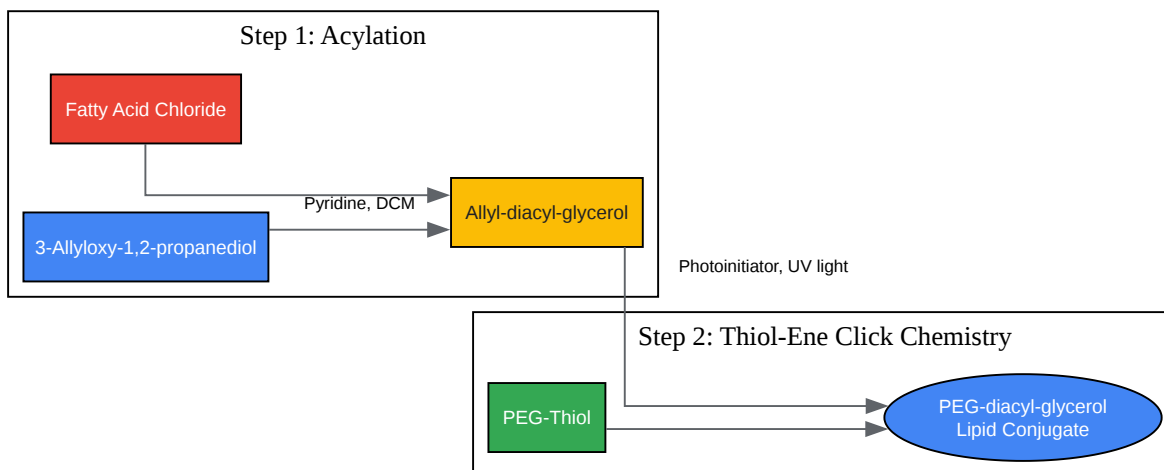 Step 1: Acylation
Fatty Acid Chloride
Pyridine, DCM
Allyl-diacyl-glycerol
3-Allyloxy-1,2-propanediol
Photoinitiator, UV light
Step 2: Thiol-Ene Click Chemistry
PEG-Thiol
PEG-diacyl-glycerol
Lipid Conjugate